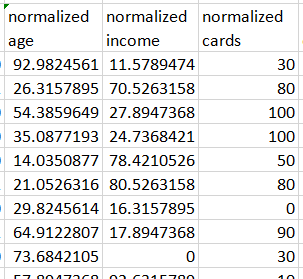 normalized normalized normalized
age income cards
92.9824561 11.5789474 30
26.3157895 70.5263158 80
54.3859649 27.8947368 100
35.0877193 24.7368421 100
14.0350877 78.4210526 50
21.0526316 80.5263158 80
29.8245614 16.3157895 0
64.9122807 17.8947368 90
73.6842105 0 30